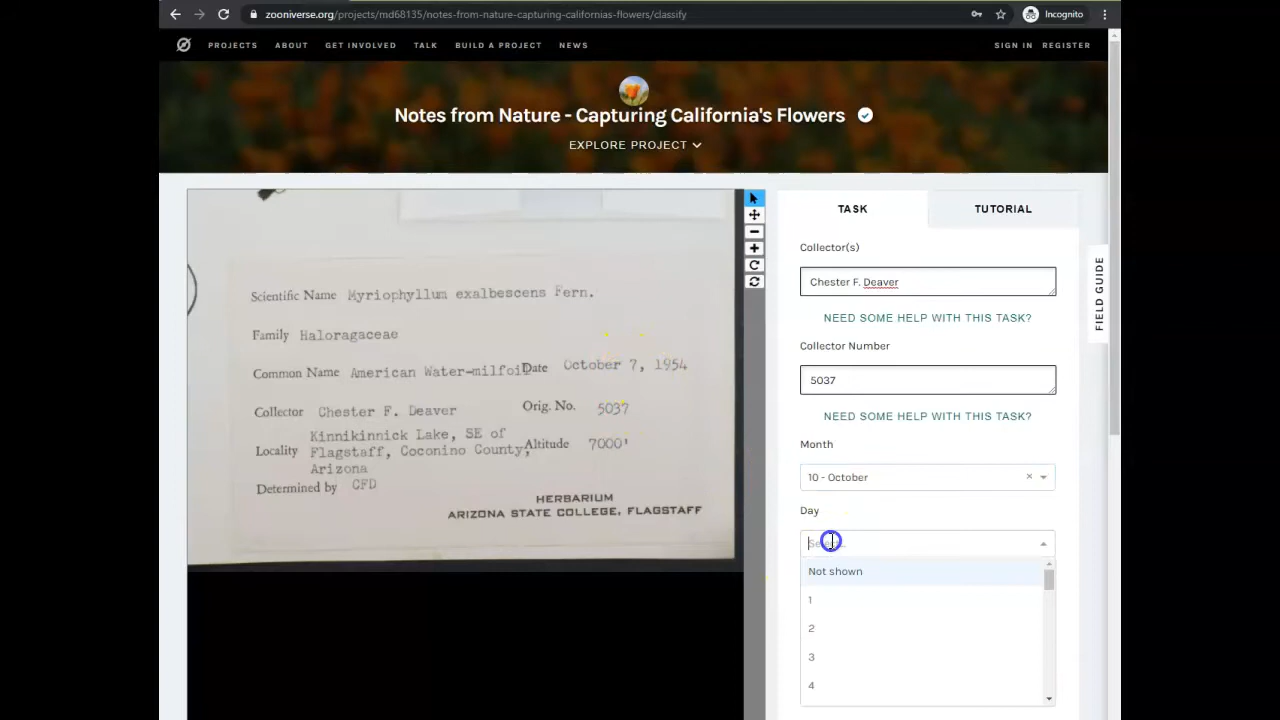 zooniverse.org/projects/md68135/notes-from-nature-capturing-californias-flowers/classify
Incognito
PROJECTS ABOUT GET INVOLVED TALK BUILD A PROJECT NEWS
SIGN IN REGISTER
Notes from Nature - Capturing California's Flowers
EXPLORE PROJECT
Scientific Name Myriophyllum exalbescens Fern.
Family Haloragaceae
Common Name American Water-milfoil
Date October 7, 1954
Collector Chester F. Deaver
Orig. No. 5037
Locality Kinnikinnick Lake, SE of
Flagstaff, Coconino County,
Arizona
Altitude 7000'
Determined by CFD
HERBARIUM
ARIZONA STATE COLLEGE, FLAGSTAFF
TASK
TUTORIAL
Collector(s)
Chester F. Deaver
NEED SOME HELP WITH THIS TASK?
Collector Number
5037
NEED SOME HELP WITH THIS TASK?
Month
10 - October
Day
Select...
Not shown
1
2
3
4
FIELD GUIDE